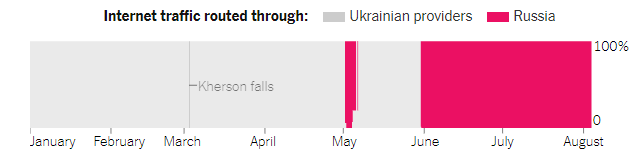 Internet traffic routed through: Ukrainian providers Russia
100%
Kherson falls
0
January February March April May June July August